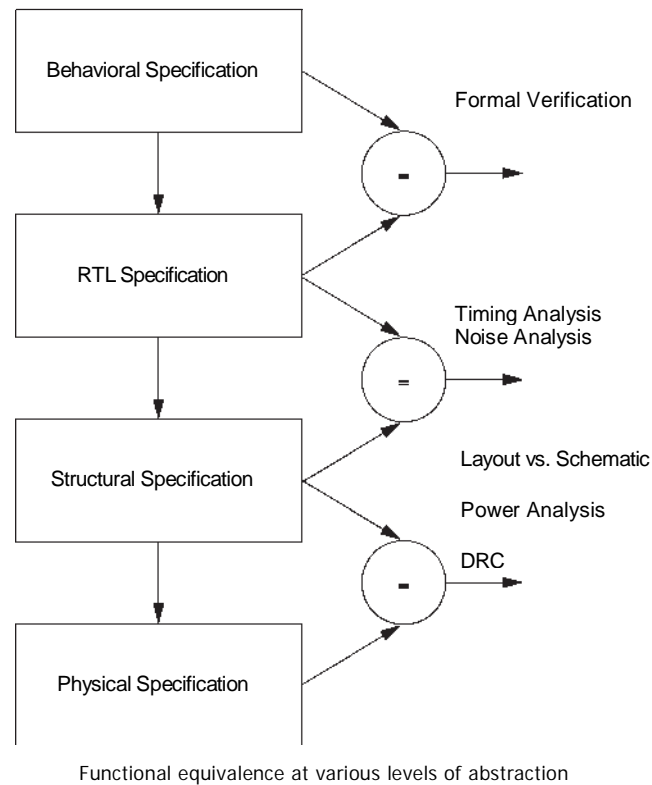 Behavioral Specification
Formal Verification
=
RTL Specification
Timing Analysis
Noise Analysis
=
Structural Specification
Layout vs. Schematic
Power Analysis
DRC
=
Physical Specification
Functional equivalence at various levels of abstraction